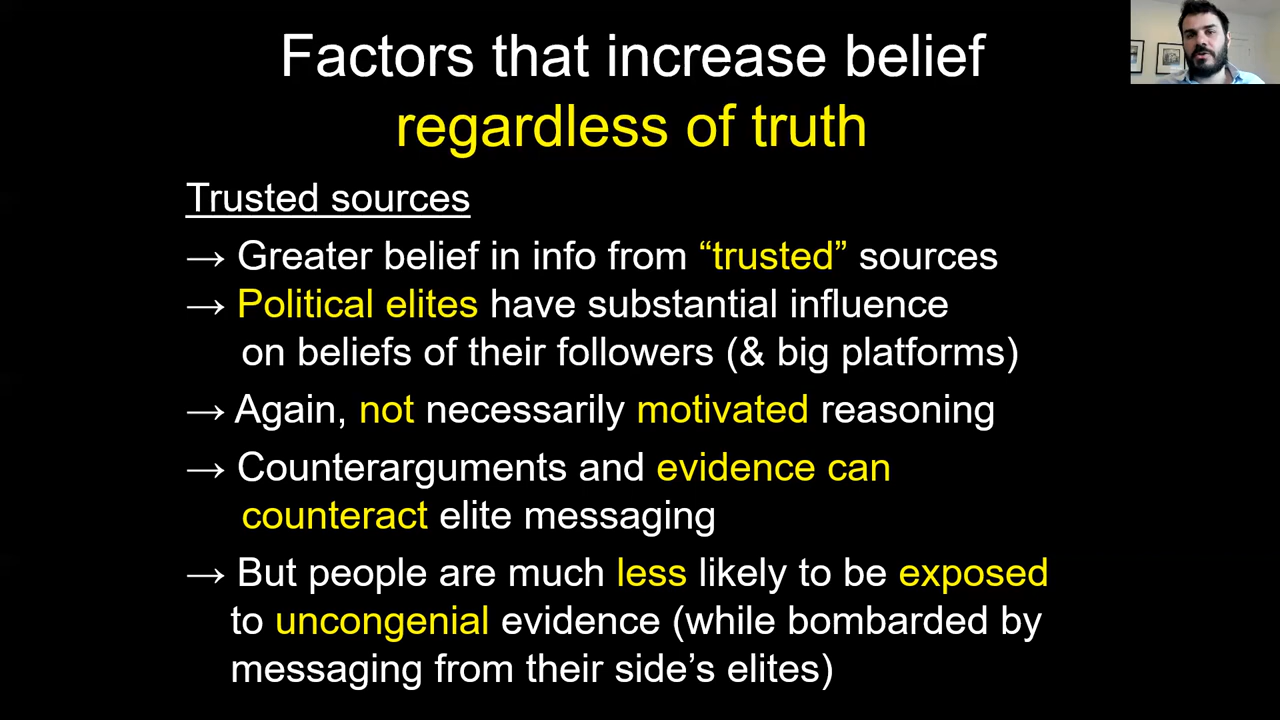 Factors that increase belief
regardless of truth
Trusted sources
→ Greater belief in info from “trusted” sources
→ Political elites have substantial influence
on beliefs of their followers (& big platforms)
→ Again, not necessarily motivated reasoning
→ Counterarguments and evidence can
counteract elite messaging
→ But people are much less likely to be exposed
to uncongenial evidence (while bombarded by
messaging from their side’s elites)